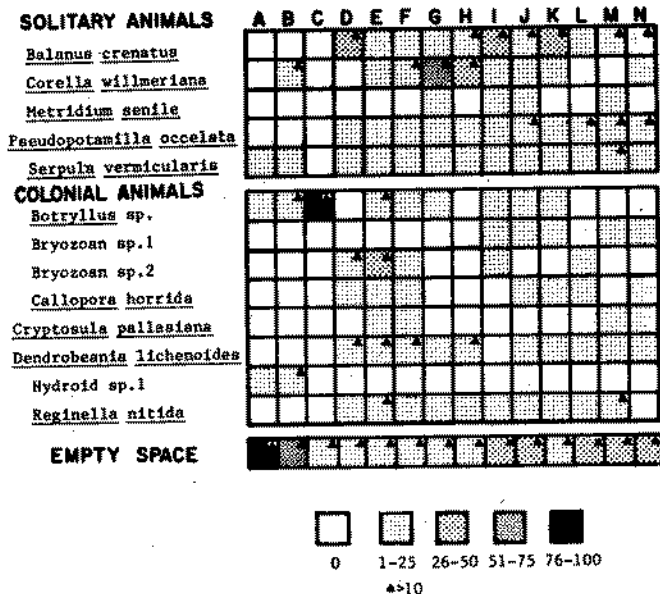 SOLITARY ANIMALS A B C D E F G H I J K L M N
Balanus crenatus
Corella willmeriana
Metridium senile
Pseudopotamilla occelata
Serpula vermicularis
COLONIAL ANIMALS
Botryllus sp.
Bryozoan sp.1
Bryozoan sp.2
Callopora horrida
Cryptosula pallasiana
Dendrobeania lichenoides
Hydroid sp.1
Reginella nitida
EMPTY SPACE
0 1-25 26-50 51-75 76-100
▲>10